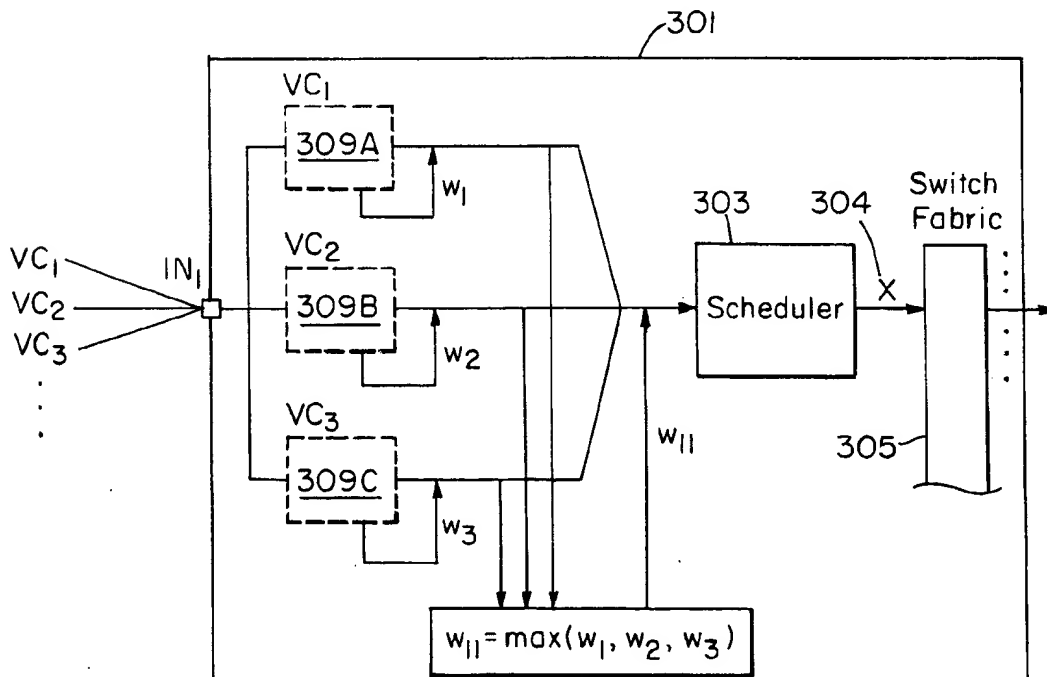 301
VC₁
309A
w₁
VC₂
309B
w₂
VC₃
309C
w₃
VC₁
VC₂
VC₃
IN₁
303
Scheduler
304
X
Switch
Fabric
305
w₁₁
w₁₁ = max(w₁, w₂, w₃)